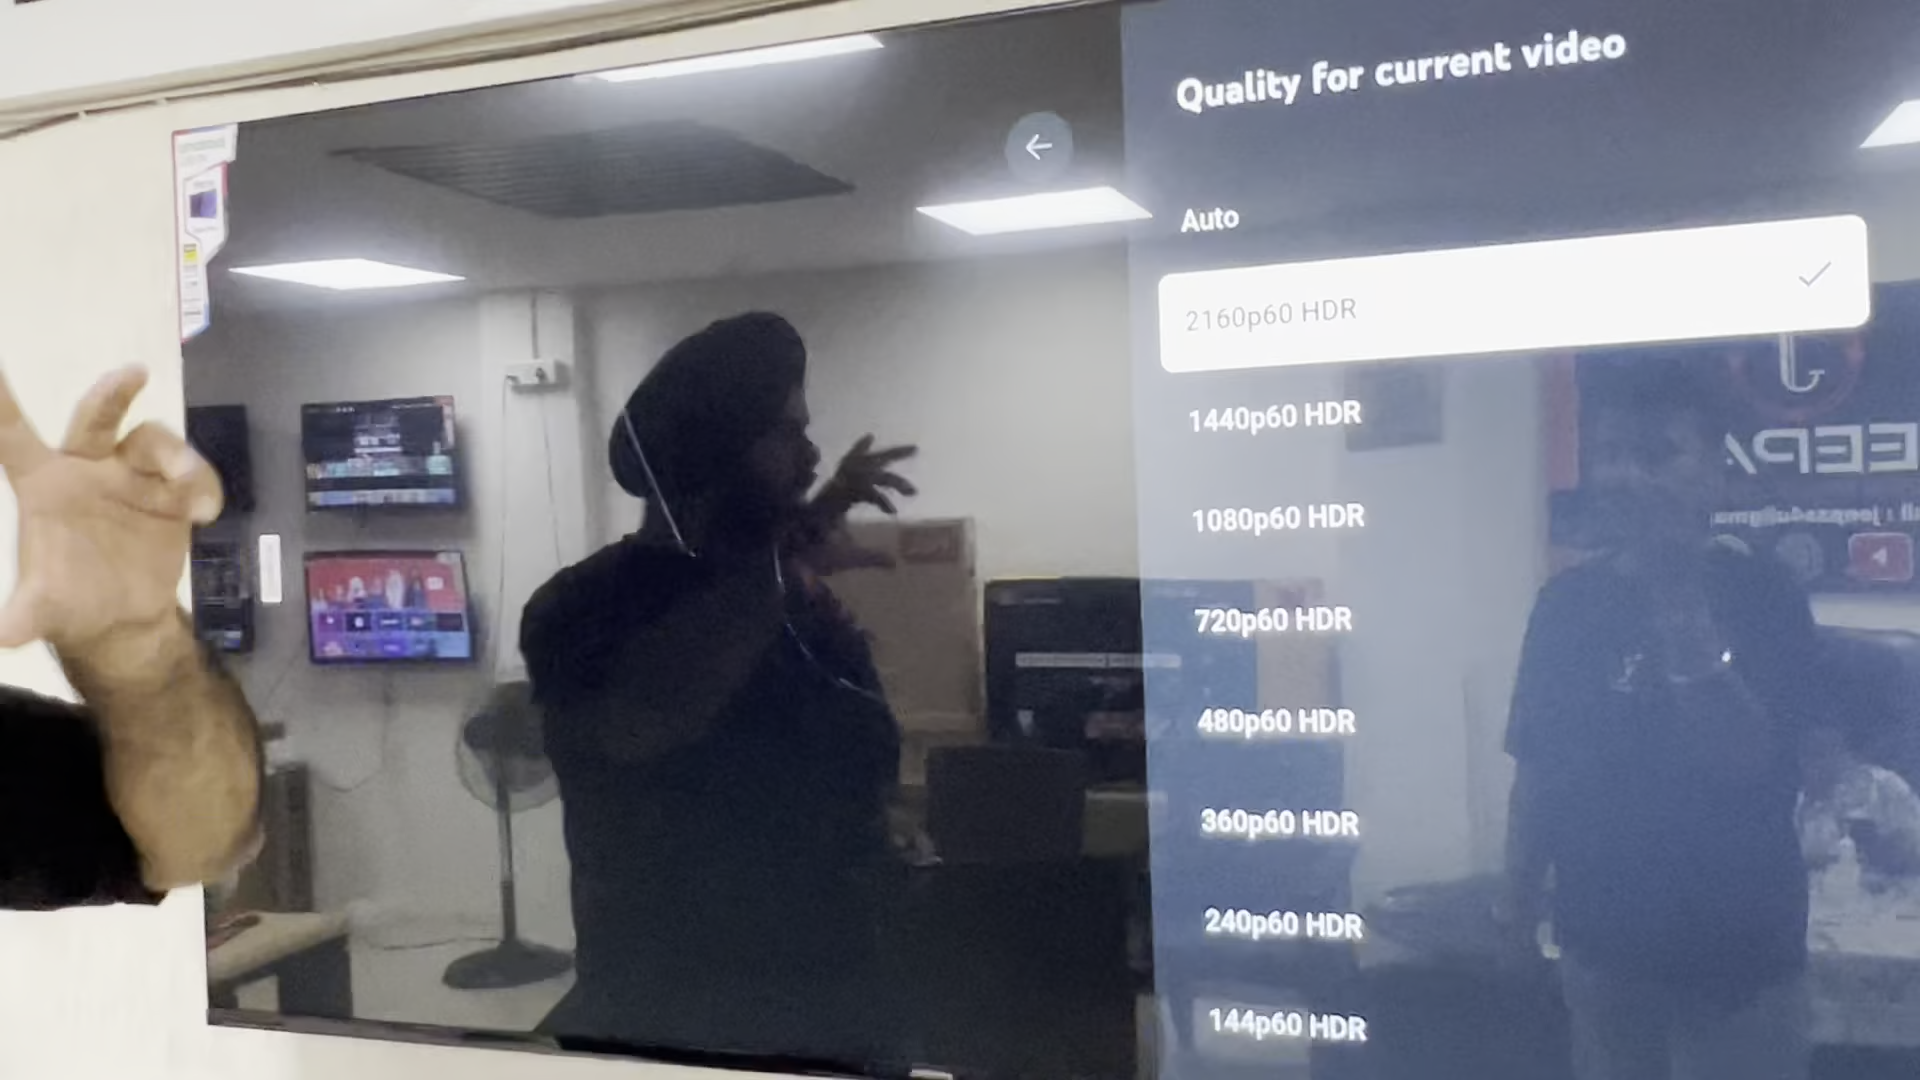 Quality for current video
Auto
2160p60 HDR
1440p60 HDR
1080p60 HDR
720p60 HDR
480p60 HDR
360p60 HDR
240p60 HDR
144p60 HDR